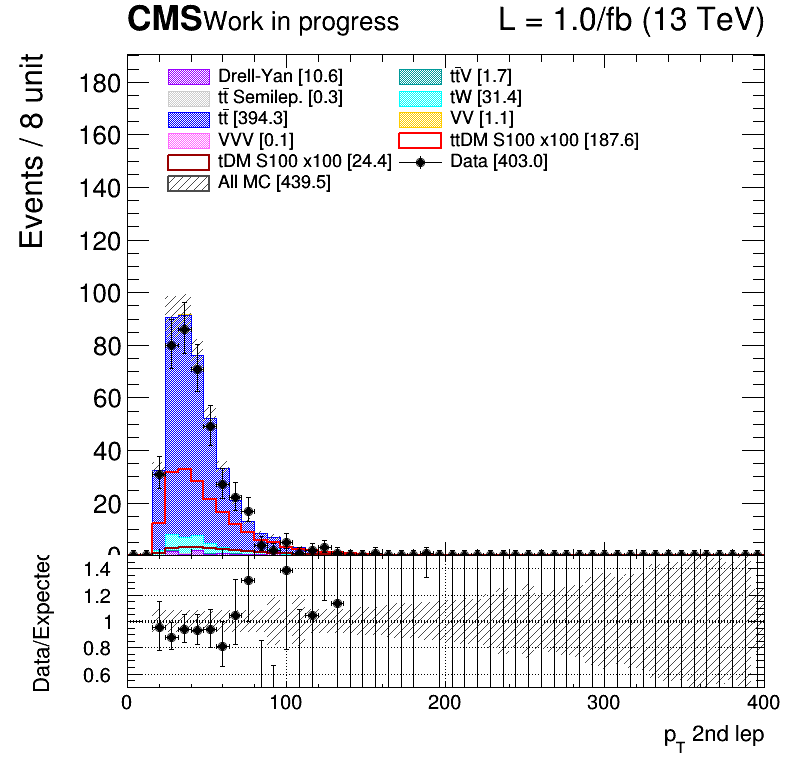 CMS Work in progress L = 1.0/fb (13 TeV)
Events / 8 unit
180
160
140
120
100
80
60
40
20
0
Drell-Yan [10.6] tt̄V [1.7]
tt̄ Semilep. [0.3] tW [31.4]
tt̄ [394.3] VV [1.1]
VVV [0.1] ttDM S100 x100 [187.6]
tDM S100 x100 [24.4] Data [403.0]
All MC [439.5]
Data/Expected
1.4
1.2
1
0.8
0.6
0 100 200 300 400
p_T 2nd lep